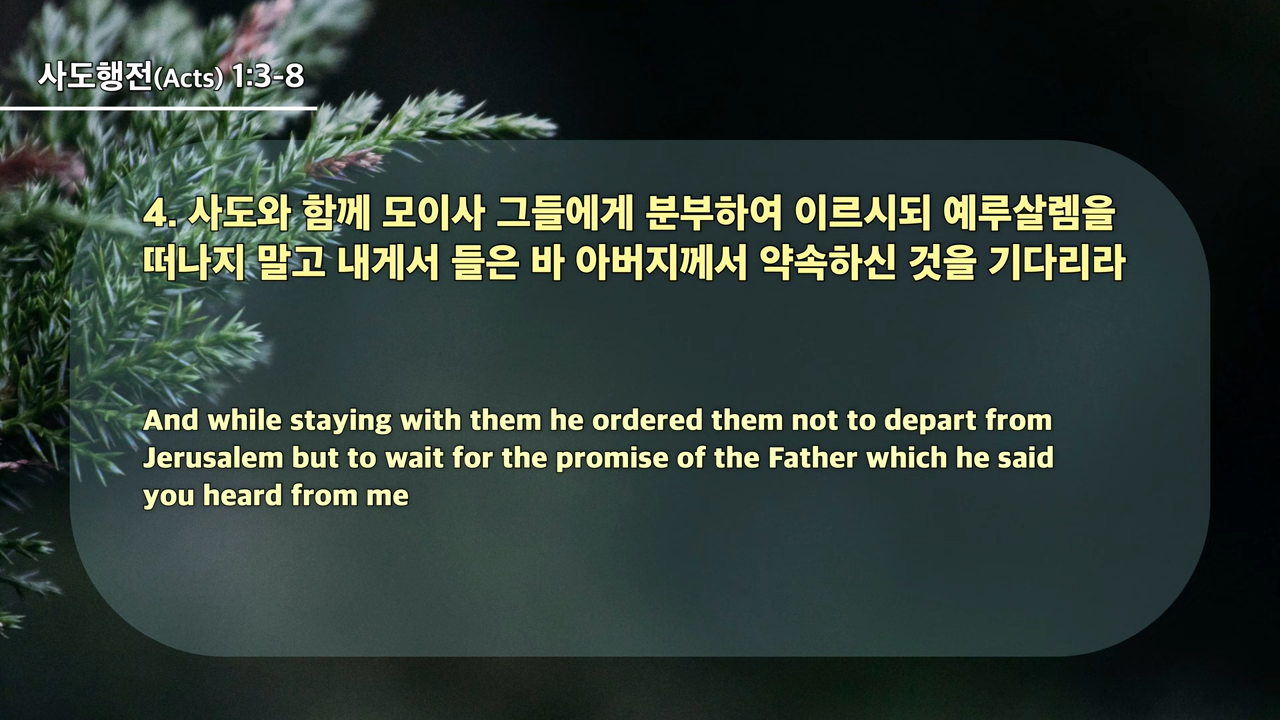 사도행전(Acts) 1:3-8
4. 사도와 함께 모이사 그들에게 분부하여 이르시되 예루살렘을
떠나지 말고 내게서 들은 바 아버지께서 약속하신 것을 기다리라
And while staying with them he ordered them not to depart from
Jerusalem but to wait for the promise of the Father which he said
you heard from me